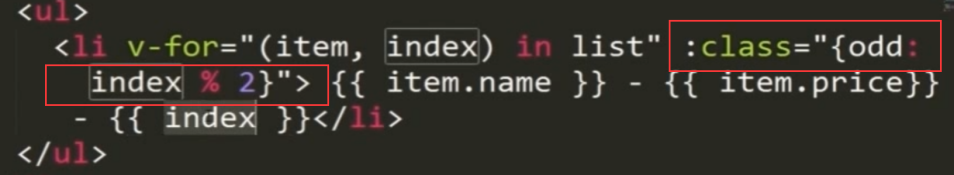 <ul>
<li v-for="(item, index) in list" :class="{odd:
index % 2}"> {{ item.name }} - {{ item.price}}
- {{ index }}</li>
</ul>